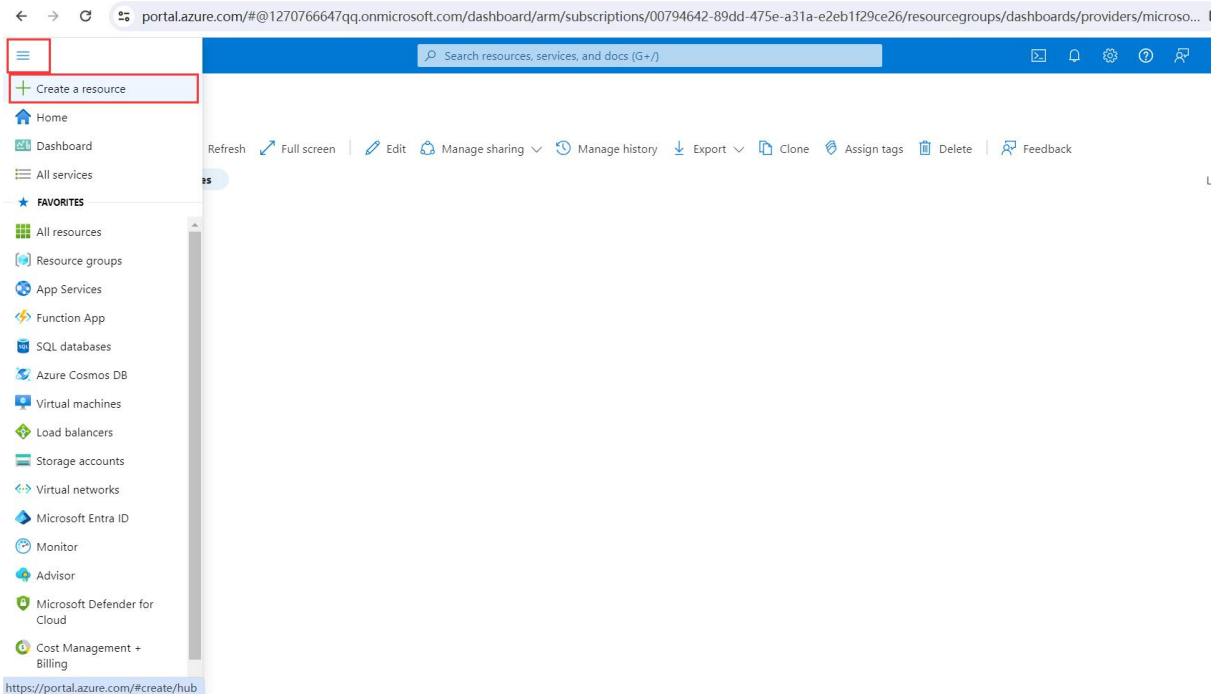 portal.azure.com/#@1270766647qq.onmicrosoft.com/dashboard/arm/subscriptions/00794642-89dd-475e-a31a-e2eb1f29ce26/resourcegroups/dashboards/providers/microso...
Search resources, services, and docs (G+/)
Create a resource
Home
Dashboard
Refresh Full screen Edit Manage sharing Manage history Export Clone Assign tags Delete Feedback
All services
es
FAVORITES
All resources
Resource groups
App Services
Function App
SQL databases
Azure Cosmos DB
Virtual machines
Load balancers
Storage accounts
Virtual networks
Microsoft Entra ID
Monitor
Advisor
Microsoft Defender for
Cloud
Cost Management +
Billing
https://portal.azure.com/#create/hub